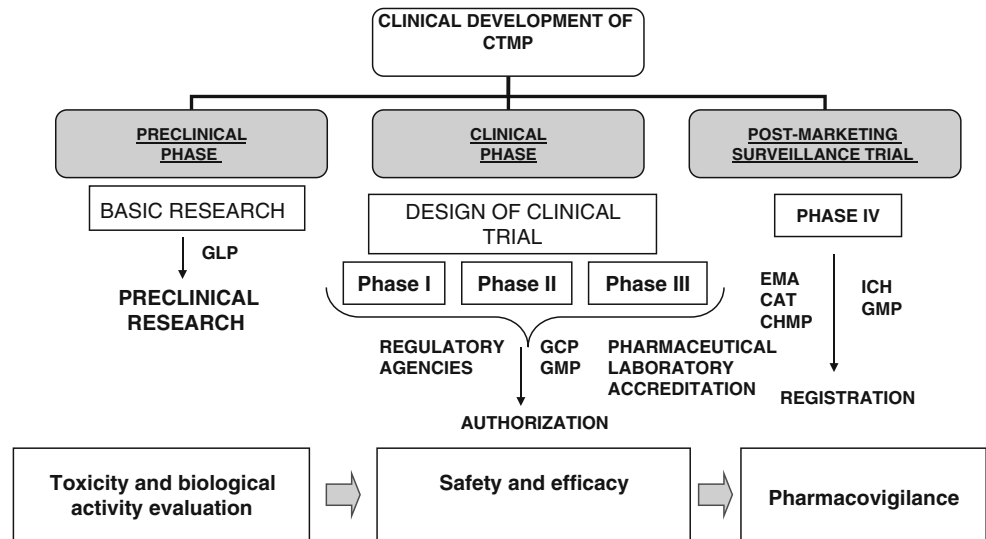 CLINICAL DEVELOPMENT OF
CTMP
PRECLINICAL
PHASE
CLINICAL
PHASE
POST-MARKETING
SURVEILLANCE TRIAL
BASIC RESEARCH
DESIGN OF CLINICAL
TRIAL
PHASE IV
GLP
PRECLINICAL
RESEARCH
Phase I
Phase II
Phase III
REGULATORY
AGENCIES
GCP
GMP
PHARMACEUTICAL
LABORATORY
ACCREDITATION
AUTHORIZATION
EMA
CAT
CHMP
ICH
GMP
REGISTRATION
Toxicity and biological
activity evaluation
Safety and efficacy
Pharmacovigilance